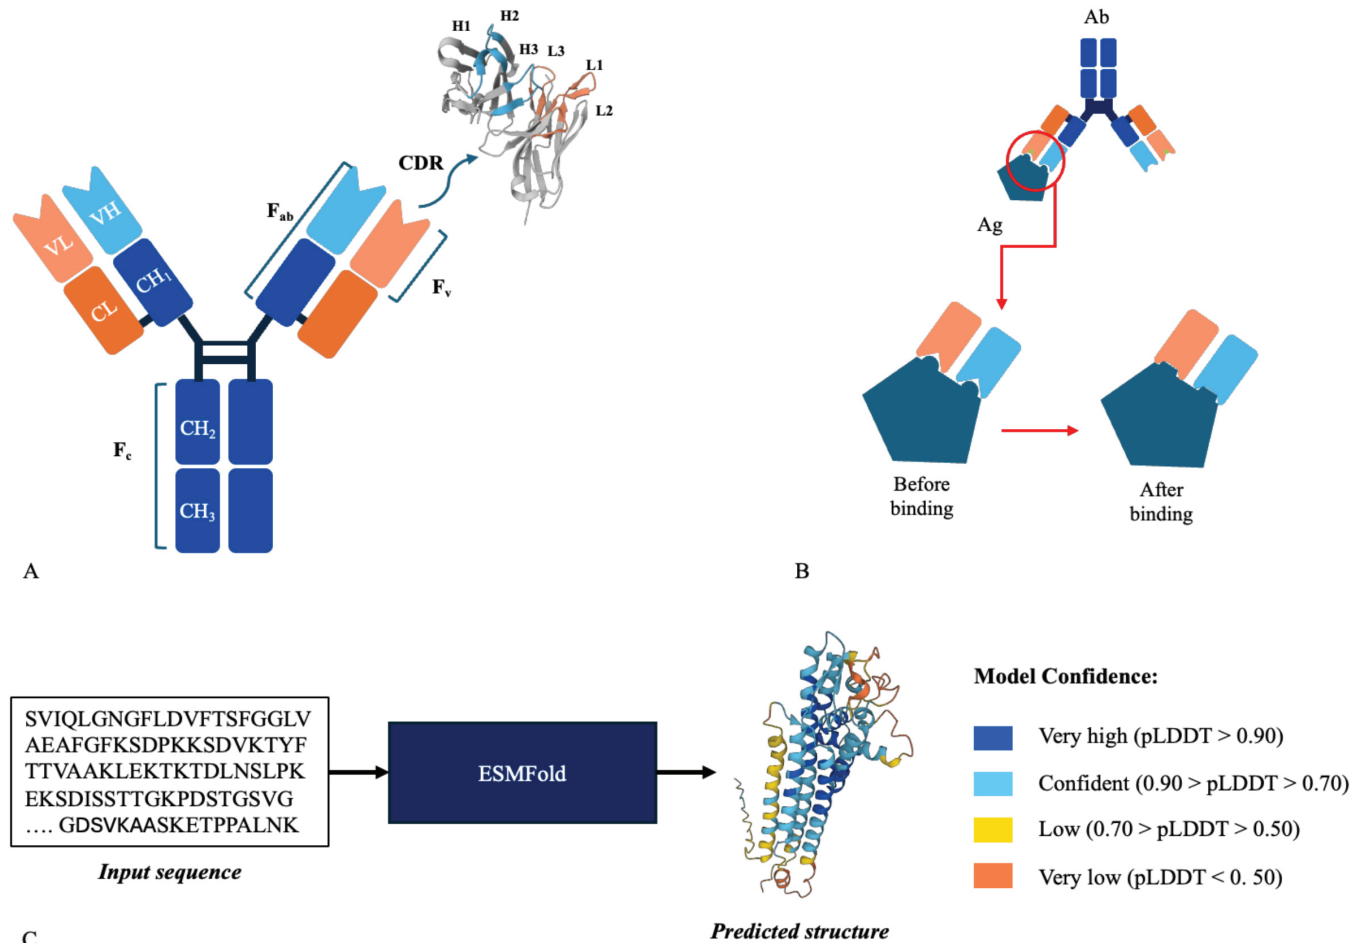 H1
H2
H3
L3
L1
L2
CDR
Fab
Fv
VH
VL
CH1
CL
Fc
CH2
CH3
A
Ab
Ag
Before
binding
After
binding
B
SVIQLGNGFLDVFTSFGGLV
AEAFGFKSDPKKSDVKTYF
TTVAAKLEKTKTDLNSLPK
EKSDISSTTGKPDSTGSVG
.... GDSVKAASKETPPALNK
Input sequence
ESMFold
Predicted structure
Model Confidence:
Very high (pLDDT > 0.90)
Confident (0.90 > pLDDT > 0.70)
Low (0.70 > pLDDT > 0.50)
Very low (pLDDT < 0. 50)
C